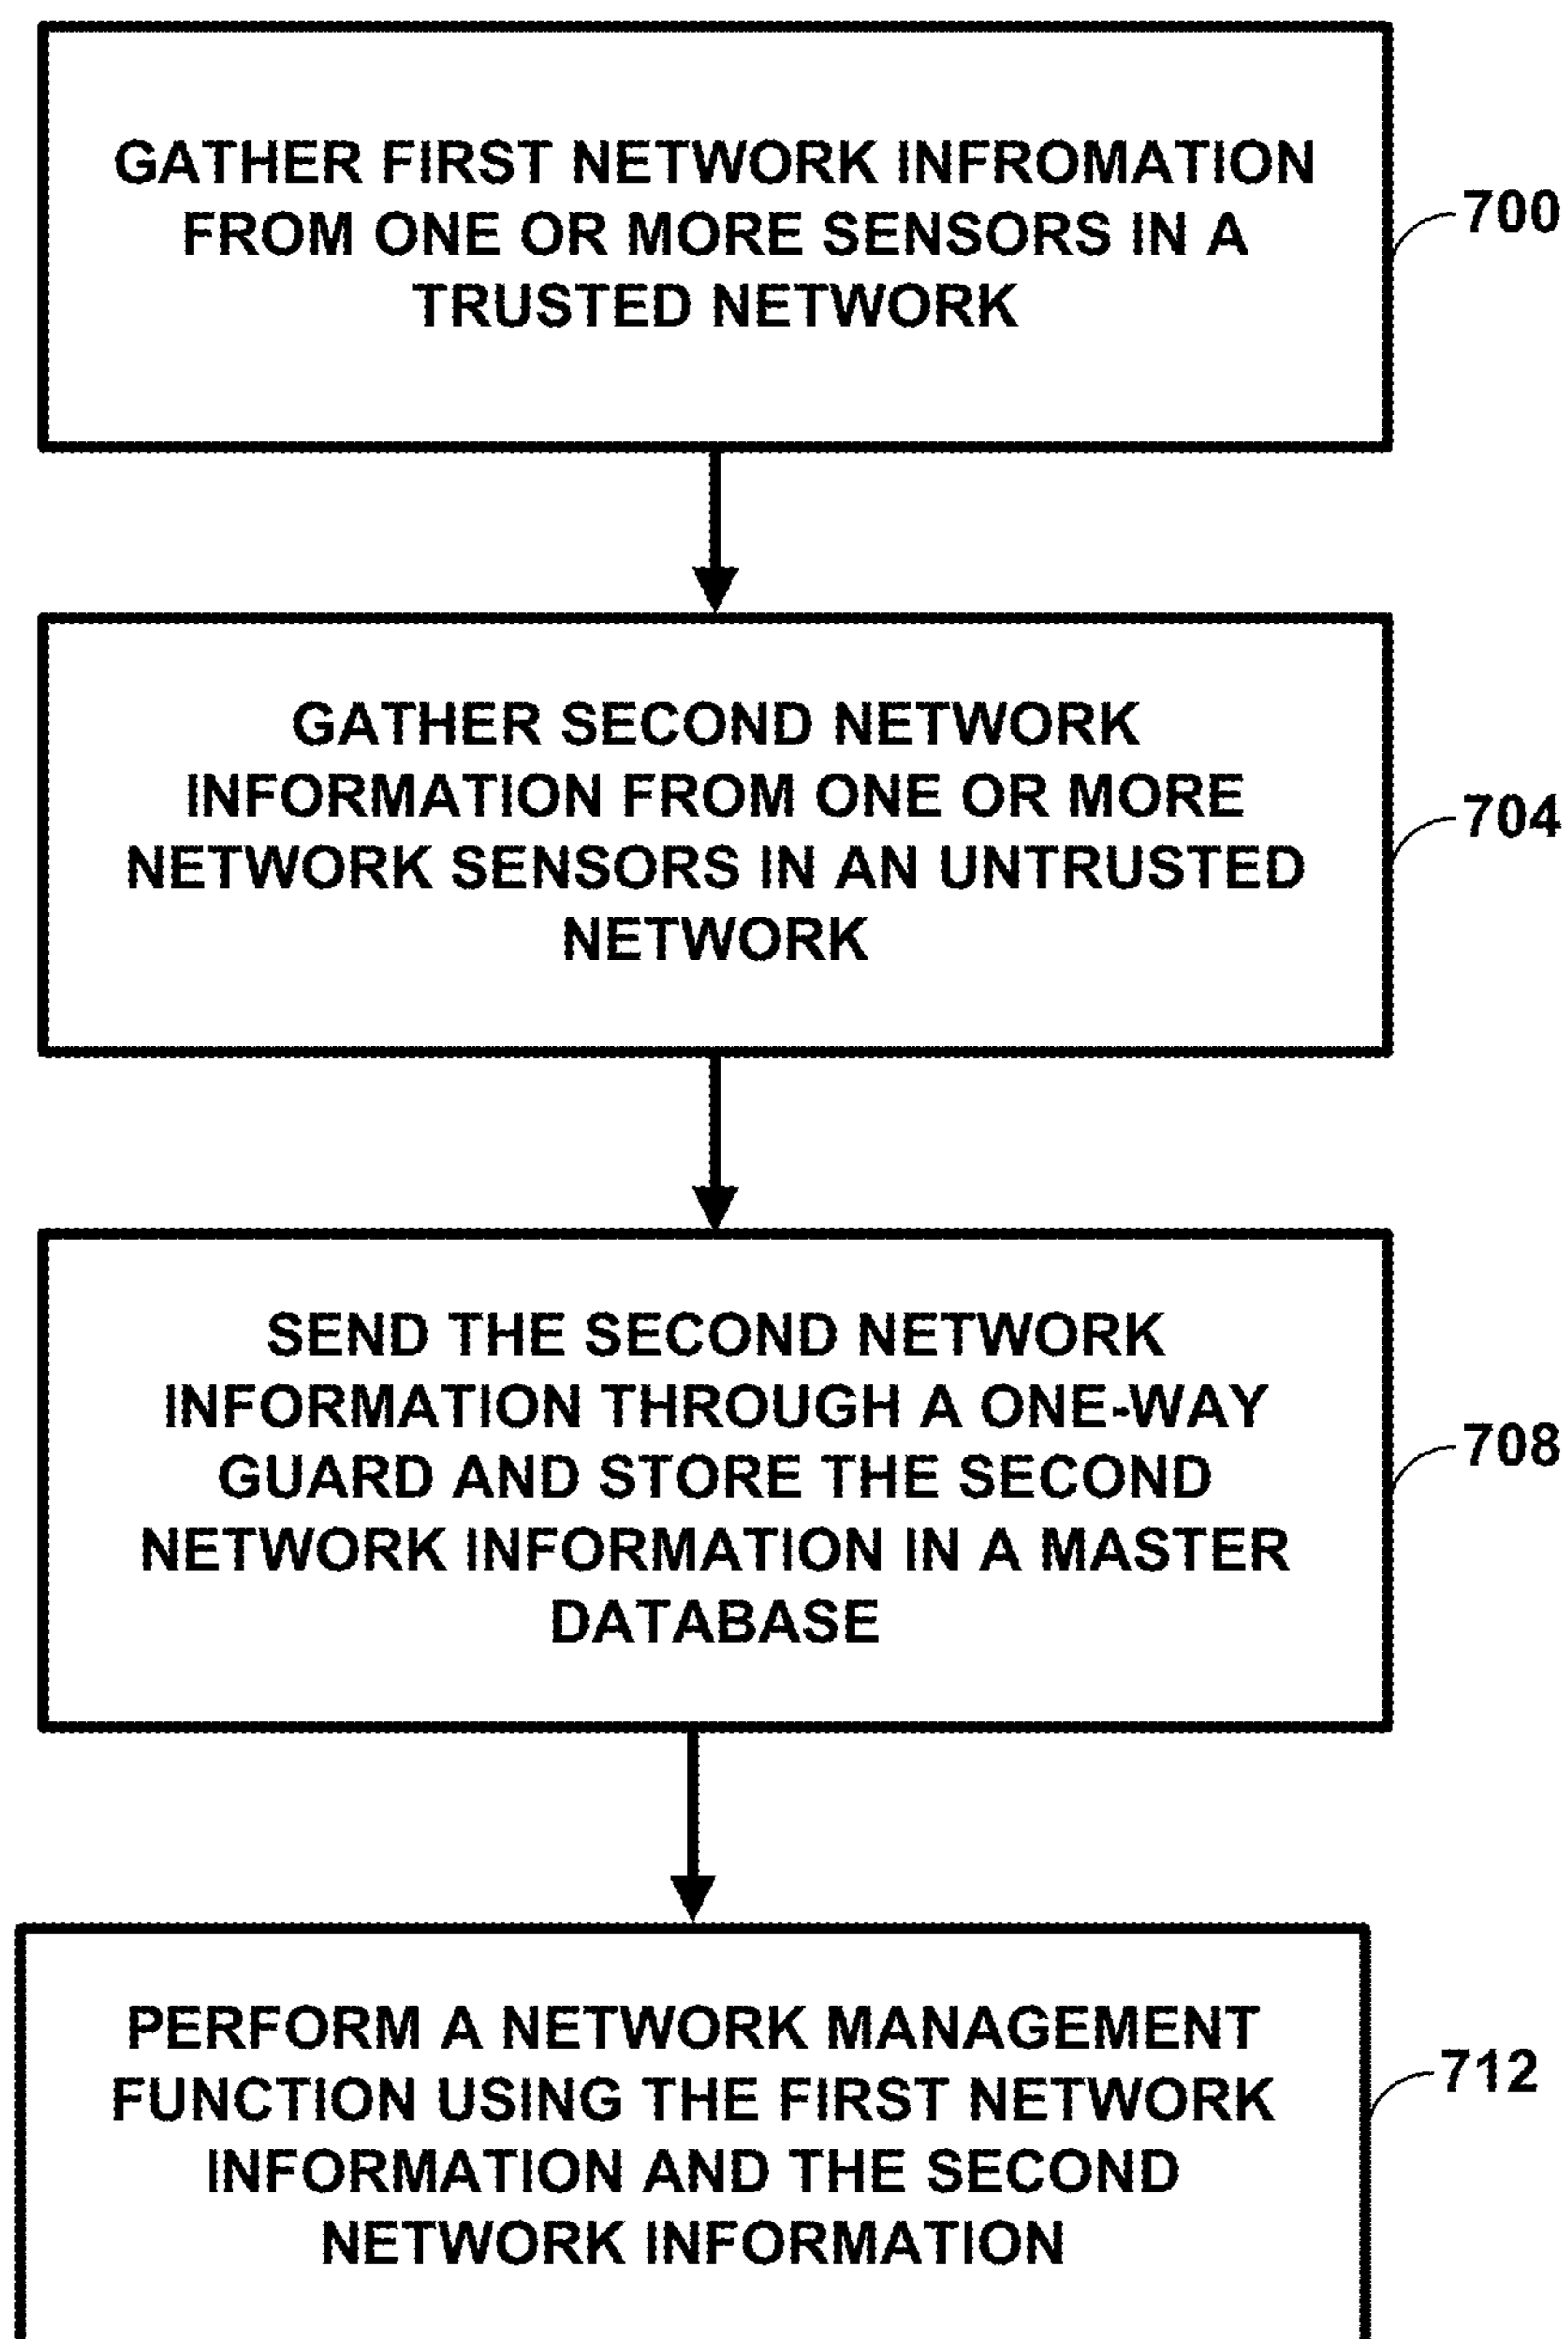 GATHER FIRST NETWORK INFROMATION
FROM ONE OR MORE SENSORS IN A
TRUSTED NETWORK
700
GATHER SECOND NETWORK
INFORMATION FROM ONE OR MORE
NETWORK SENSORS IN AN UNTRUSTED
NETWORK
704
SEND THE SECOND NETWORK
INFORMATION THROUGH A ONE-WAY
GUARD AND STORE THE SECOND
NETWORK INFORMATION IN A MASTER
DATABASE
708
PERFORM A NETWORK MANAGEMENT
FUNCTION USING THE FIRST NETWORK
INFORMATION AND THE SECOND
NETWORK INFORMATION
712